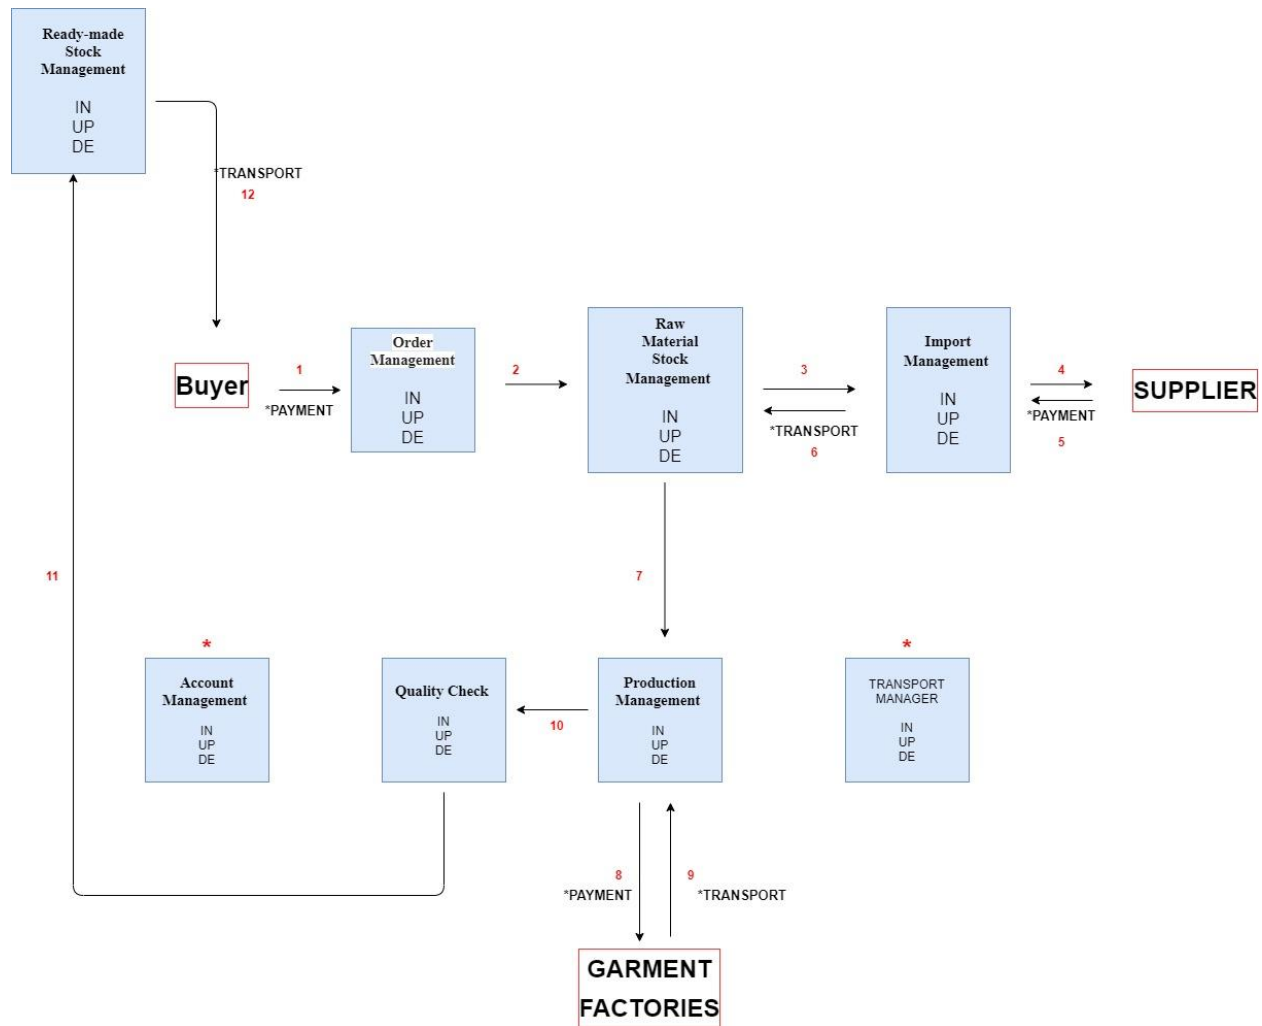 Ready-made
Stock
Management
IN
UP
DE
*TRANSPORT
12
Buyer
1
*PAYMENT
Order
Management
IN
UP
DE
2
Raw
Material
Stock
Management
IN
UP
DE
3
*TRANSPORT
6
Import
Management
IN
UP
DE
4
*PAYMENT
5
SUPPLIER
11
7
*
Account
Management
IN
UP
DE
Quality Check
IN
UP
DE
10
Production
Management
IN
UP
DE
*
TRANSPORT
MANAGER
IN
UP
DE
8
*PAYMENT
9
*TRANSPORT
GARMENT
FACTORIES